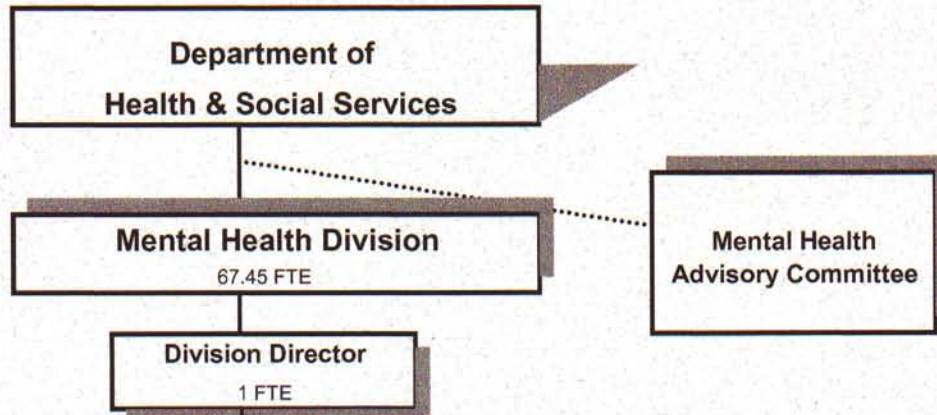 Department of
Health & Social Services
Mental Health Division
67.45 FTE
Mental Health
Advisory Committee
Division Director
1 FTE